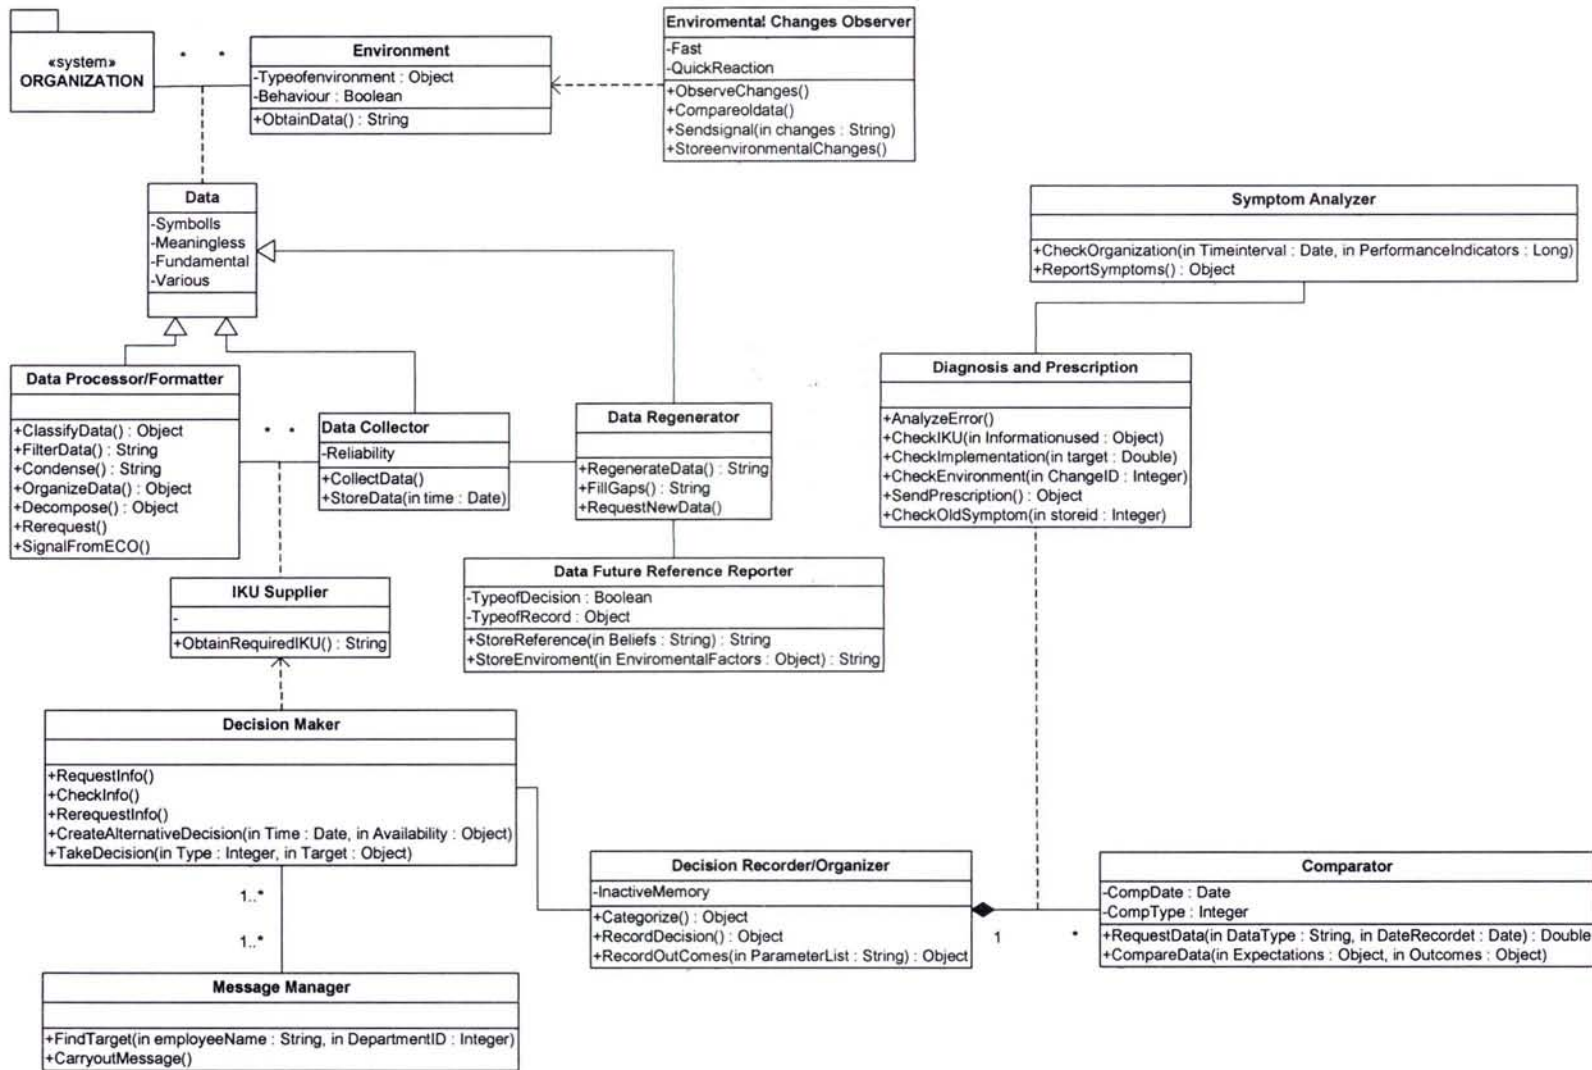 «system»
ORGANIZATION
*
*
Environment
-Typeofenvironment : Object
-Behaviour : Boolean
+ObtainData() : String
Enviromental Changes Observer
-Fast
-QuickReaction
+ObserveChanges()
+Compareoldata()
+Sendsignal(in changes : String)
+StoreenvironmentalChanges()
Data
-Symbolls
-Meaningless
-Fundamental
-Various
Symptom Analyzer
+CheckOrganization(in Timeinterval : Date, in PerformanceIndicators : Long)
+ReportSymptoms() : Object
Data Processor/Formatter
+ClassifyData() : Object
+FilterData() : String
+Condense() : String
+OrganizeData() : Object
+Decompose() : Object
+Rerequest()
+SignalFromECO()
*
*
Data Collector
-Reliability
+CollectData()
+StoreData(in time : Date)
Data Regenerator
+RegenerateData() : String
+FillGaps() : String
+RequestNewData()
Diagnosis and Prescription
+AnalyzeError()
+CheckIKU(in Informationused : Object)
+CheckImplementation(in target : Double)
+CheckEnvironment(in ChangeID : Integer)
+SendPrescription() : Object
+CheckOldSymptom(in storeid : Integer)
IKU Supplier
-
+ObtainRequiredIKU() : String
Data Future Reference Reporter
-TypeofDecision : Boolean
-TypeofRecord : Object
+StoreReference(in Beliefs : String) : String
+StoreEnviroment(in EnviromentalFactors : Object) : String
Decision Maker
+RequestInfo()
+CheckInfo()
+RerequestInfo()
+CreateAlternativeDecision(in Time : Date, in Availability : Object)
+TakeDecision(in Type : Integer, in Target : Object)
1..*
1..*
Decision Recorder/Organizer
-InactiveMemory
+Categorize() : Object
+RecordDecision() : Object
+RecordOutComes(in ParameterList : String) : Object
1
*
Comparator
-CompDate : Date
-CompType : Integer
+RequestData(in DataType : String, in DateRecordet : Date) : Double
+CompareData(in Expectations : Object, in Outcomes : Object)
Message Manager
+FindTarget(in employeeName : String, in DepartmentID : Integer)
+CarryoutMessage()